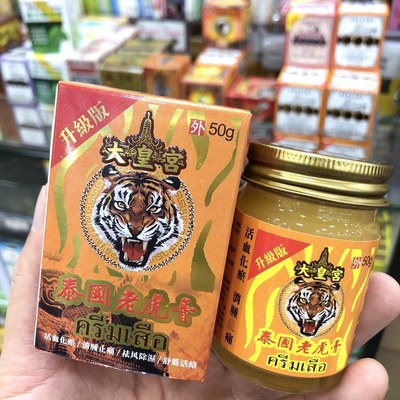 升級版
外 50g
大皇宮
泰國老虎膏
ครีมเสือ
活血化瘀/消腫止痛/祛风除濕/舒筋活絡
升級版
外 50g
大皇宮
活血化瘀 消腫
痛
泰國老虎膏
ครีมเสือ